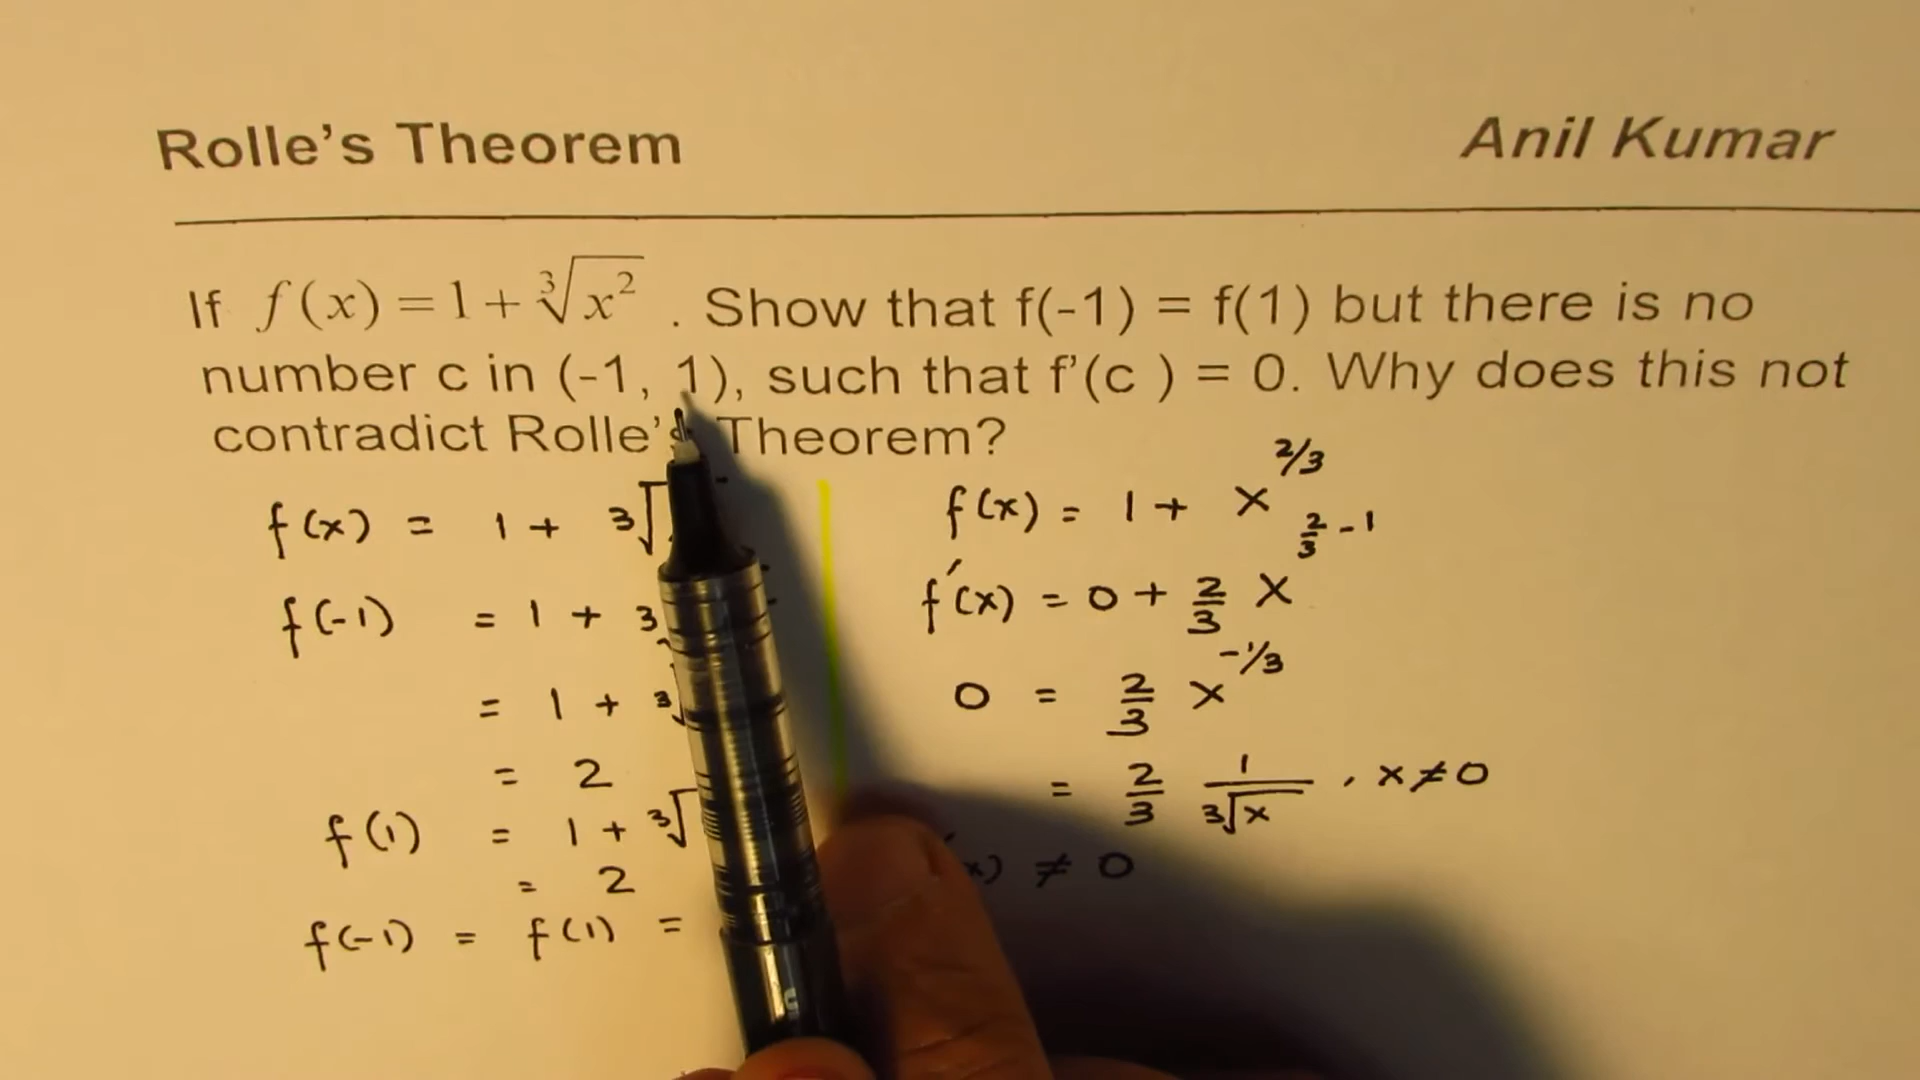 Rolle's Theorem Anil Kumar
If f(x) = 1 + ∛x² . Show that f(-1) = f(1) but there is no
number c in (-1, 1), such that f'(c ) = 0. Why does this not
contradict Rolle's Theorem?
f(x) = 1 + ³√
f(-1) = 1 + 3
= 1 + ³√
= 2
f(1) = 1 + ³√
= 2
f(-1) = f(1) =
f(x) = 1 + x^2/3
f'(x) = 0 + 2/3 x^2/3 - 1
0 = 2/3 x^-1/3
= 2/3 1/³√x , x ≠ 0
x) ≠ 0